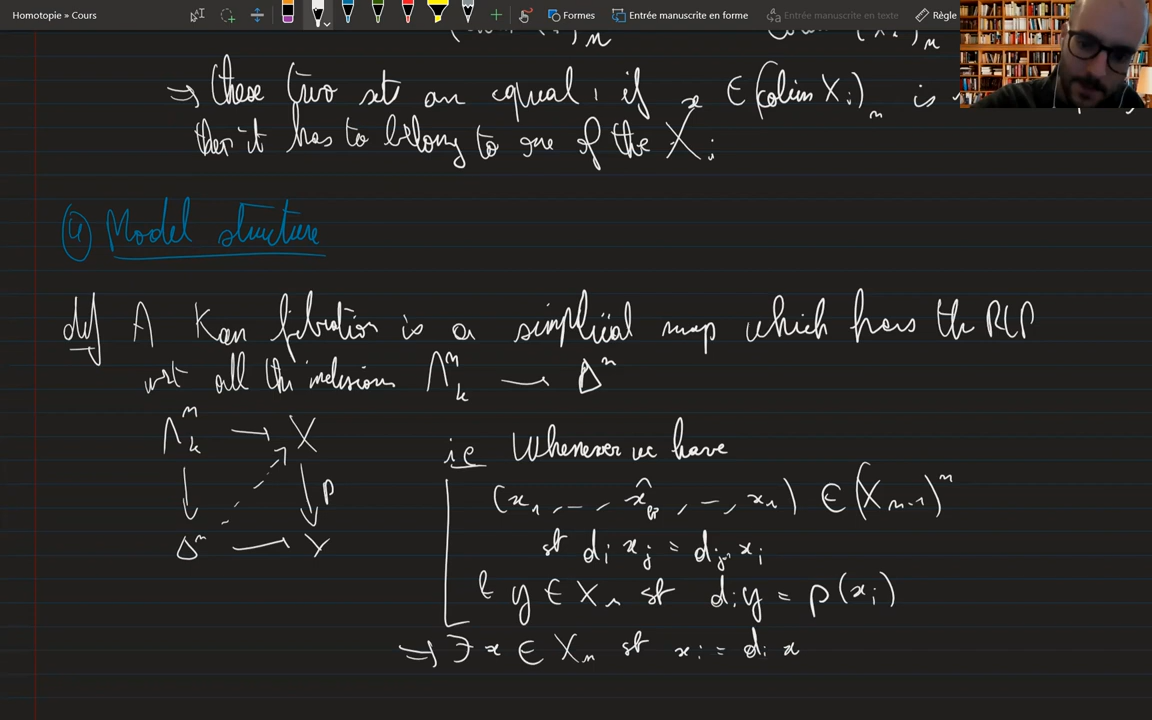 Homotopie > Cours
Formes Entrée manuscrite en forme Entrée manuscrite en texte Règle
→ these two set an equal, if x ∈ (colim X_i)_n is
then it has to belong to one of the X_i
④ Model structure
def A Kan fibration is a simplicial map which has the RLP
wrt all the inclusions Λ^n_k → Δ^n
Λ^n_k → X
i.e Whenever we have
p
(x_1, -, x̂_k, -, x_n) ∈ (X_{n-1})^n
Δ^n → Y
st d_i x_j = d_{j-1} x_i
& y ∈ X_n st d_i y = p(x_i)
→ ∃ x ∈ X_n st x_i = d_i x